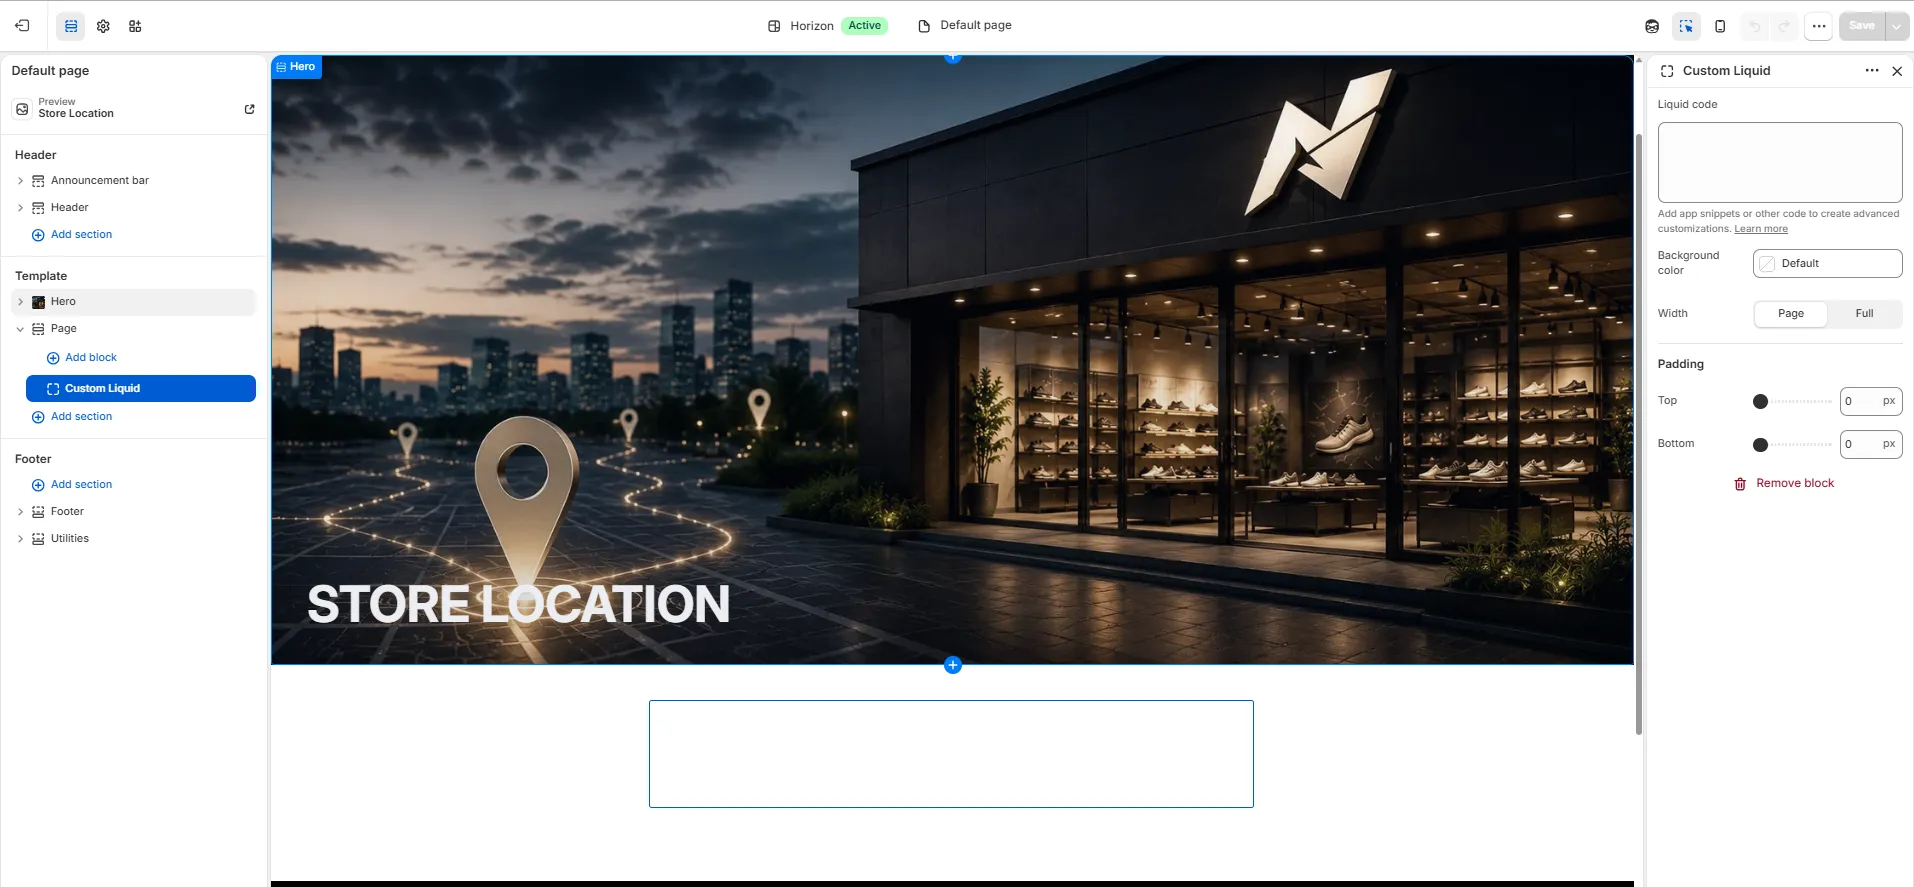 Horizon
Active
Default page
Save
Default page
Preview
Store Location
Header
Announcement bar
Header
Add section
Template
Hero
Page
Add block
Custom Liquid
Add section
Footer
Add section
Footer
Utilities
Hero
STORE LOCATION
Custom Liquid
Liquid code
Add app snippets or other code to create advanced
customizations. Learn more
Background
color
Default
Width
Page
Full
Padding
Top
0 px
Bottom
0 px
Remove block